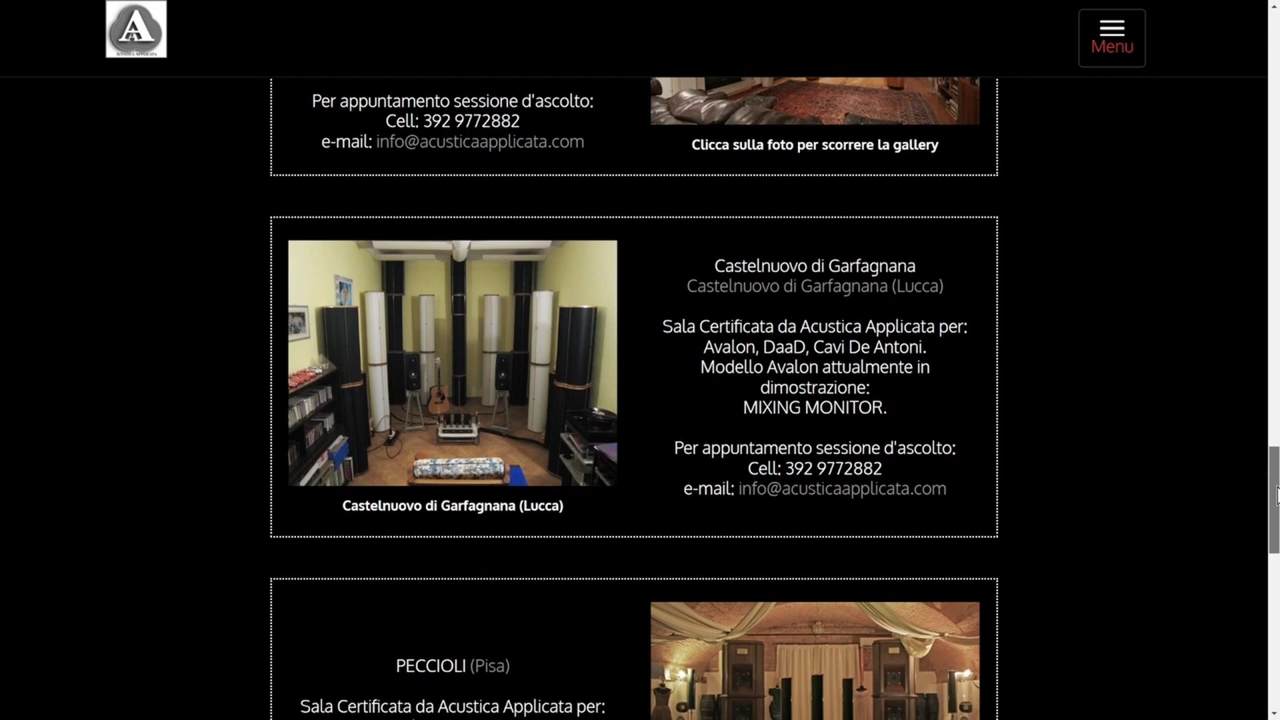 A
ACUSTICA APPLICATA
Menu
Per appuntamento sessione d'ascolto:
Cell: 392 9772882
e-mail: info@acusticaapplicata.com
Clicca sulla foto per scorrere la gallery
Castelnuovo di Garfagnana (Lucca)
Castelnuovo di Garfagnana
Castelnuovo di Garfagnana (Lucca)
Sala Certificata da Acustica Applicata per:
Avalon, DaaD, Cavi De Antoni.
Modello Avalon attualmente in
dimostrazione:
MIXING MONITOR.
Per appuntamento sessione d'ascolto:
Cell: 392 9772882
e-mail: info@acusticaapplicata.com
PECCIOLI (Pisa)
Sala Certificata da Acustica Applicata per: